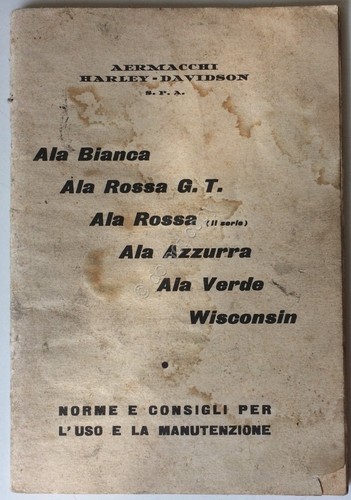 AERMACCHI
HARLEY-DAVIDSON
S. P. A.
Ala Bianca
Ala Rossa G. T.
Ala Rossa (II serie)
Ala Azzurra
Ala Verde
Wisconsin
NORME E CONSIGLI PER
L'USO E LA MANUTENZIONE